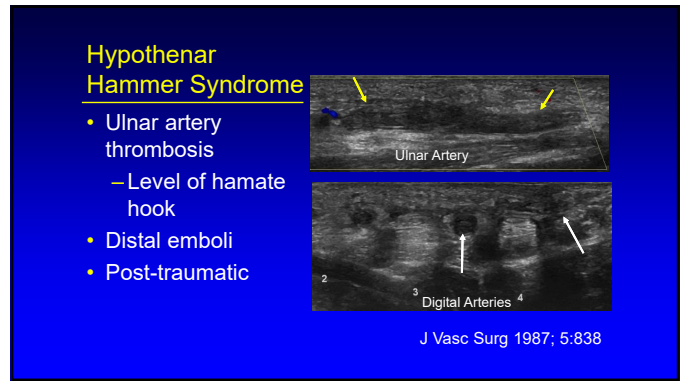 Hypothenar
Hammer Syndrome
• Ulnar artery
thrombosis
–Level of hamate
hook
• Distal emboli
• Post-traumatic
Ulnar Artery
2
3
Digital Arteries
4
J Vasc Surg 1987; 5:838